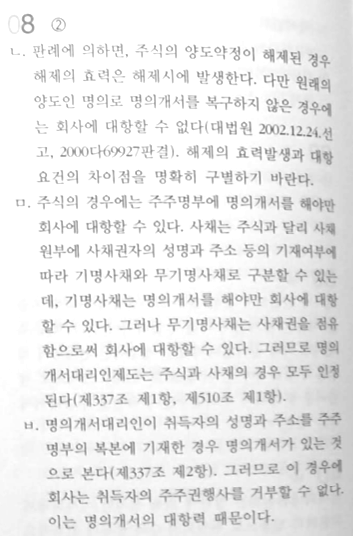 08 ②
ㄴ. 판례에 의하면, 주식의 양도약정이 해제된 경우
해제의 효력은 해제시에 발생한다. 다만 원래의
양도인 명의로 명의개서를 복구하지 않은 경우에
는 회사에 대항할 수 없다(대법원 2002.12.24.선
고, 2000다69927판결). 해제의 효력발생과 대항
요건의 차이점을 명확히 구별하기 바란다.
ㅁ. 주식의 경우에는 주주명부에 명의개서를 해야만
회사에 대항할 수 있다. 사채는 주식과 달리 사채
원부에 사채권자의 성명과 주소 등의 기재여부에
따라 기명사채와 무기명사채로 구분할 수 있는
데, 기명사채는 명의개서를 해야만 회사에 대항
할 수 있다. 그러나 무기명사채는 사채권을 점유
함으로써 회사에 대항할 수 있다. 그러므로 명의
개서대리인제도는 주식과 사채의 경우 모두 인정
된다(제337조 제1항, 제510조 제1항).
ㅂ. 명의개서대리인이 취득자의 성명과 주소를 주주
명부의 복본에 기재한 경우 명의개서가 있는 것
으로 본다(제337조 제2항). 그러므로 이 경우에
회사는 취득자의 주주권행사를 거부할 수 없다.
이는 명의개서의 대항력 때문이다.